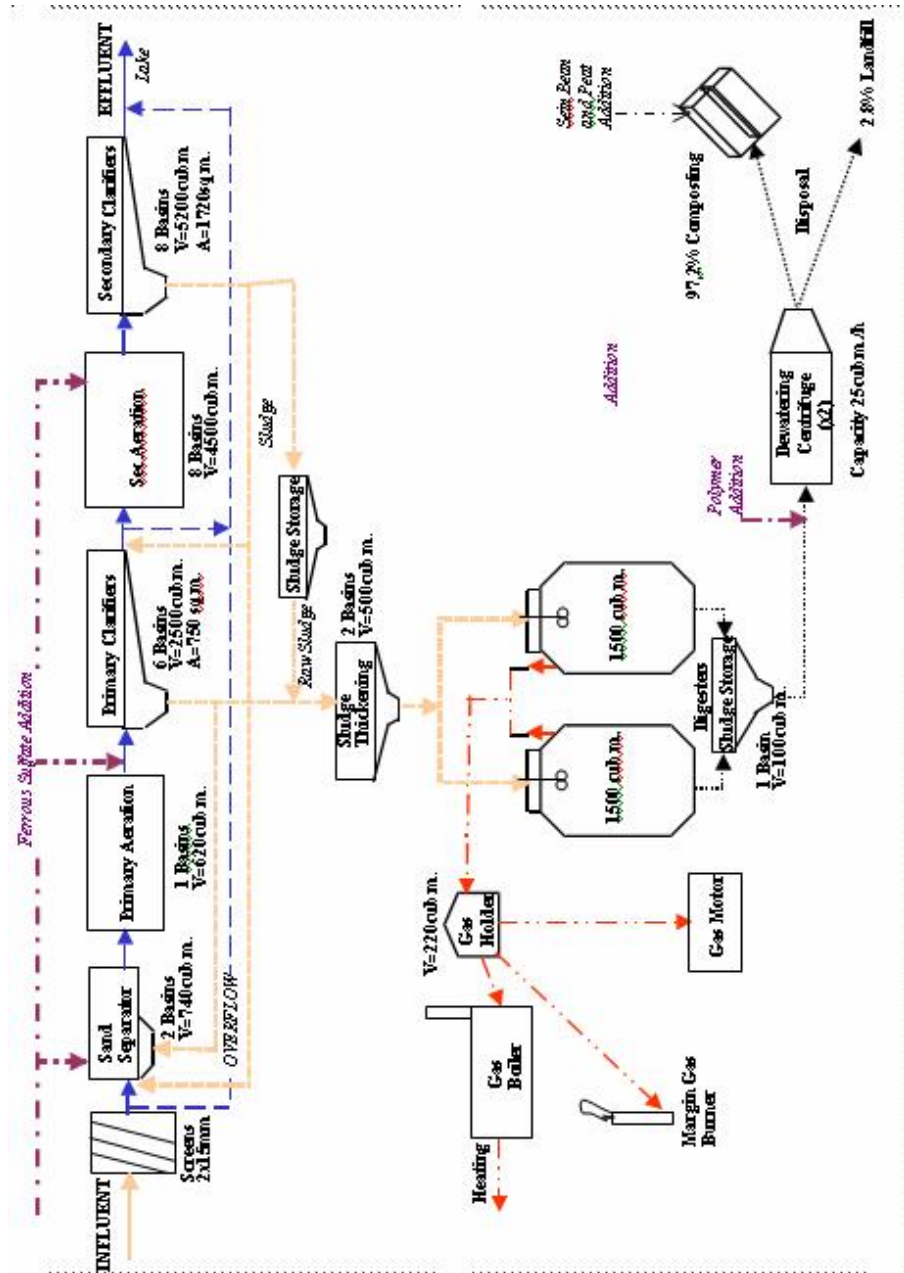 Ferrous Sulfate Addition
INFLUENT
Screens
2x15mm.
Sand
Separator
2 Basins
V=740cub m.
Primary Aeration
1 Basins
V=620cub m.
Primary Clarifiers
6 Basins
V=2500cub m.
A=750 sq m.
Sec Aeration
8 Basins
V=4500cub m.
Secondary Clarifiers
8 Basins
V=5200cub m.
A=1720sq m.
EFFLUENT
Lake
OVERFLOW
Sludge
Sludge Storage
Raw Sludge
Sludge
Thickening
2 Basins
V=500cub m.
1500 cub m.
1500 cub m.
Digesters
Sludge Storage
1 Basin
V=100cub m.
V=220cub m.
Gas
Holder
Gas
Boiler
Heating
Margin Gas
Burner
Gas Motor
Polymer
Addition
Addition
Dewatering
Centrifuge
(x2)
Capacity 25cub m./h
Disposal
97,2% Composing
2.8% Landfill
and Peat
Addition